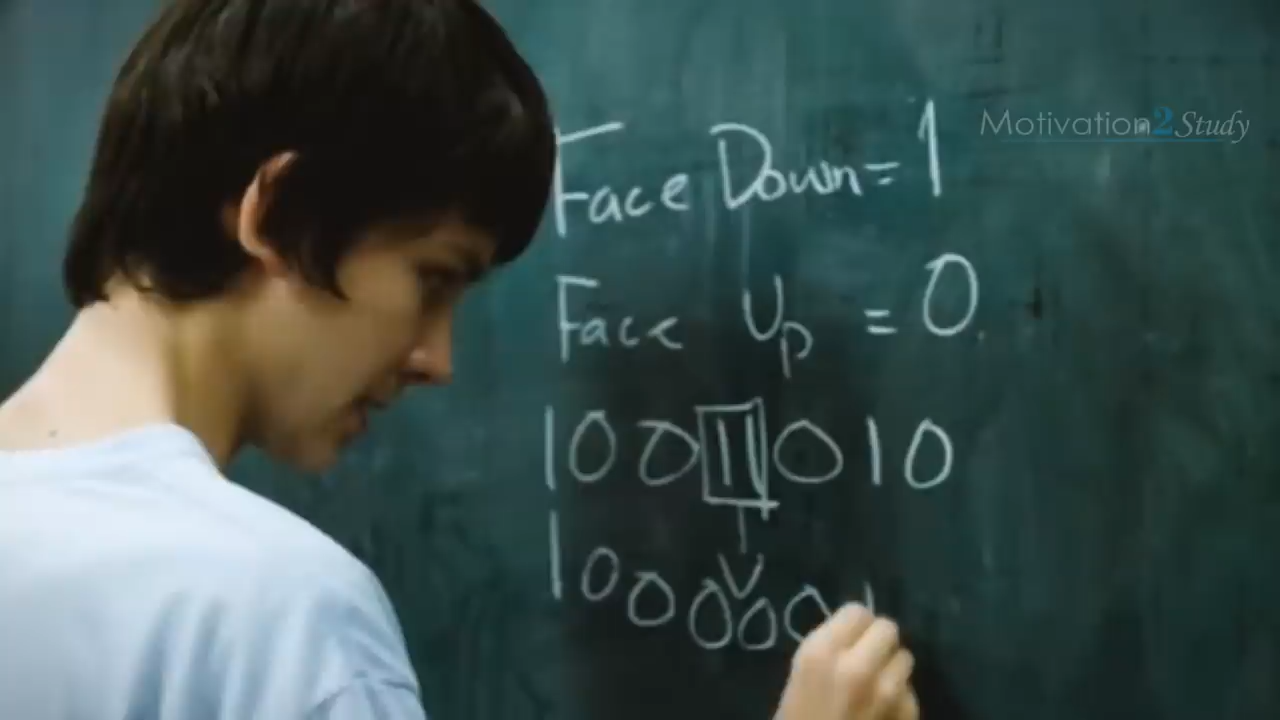 Motivation2Study
Face Down = 1
Face Up = 0
10011010
100000